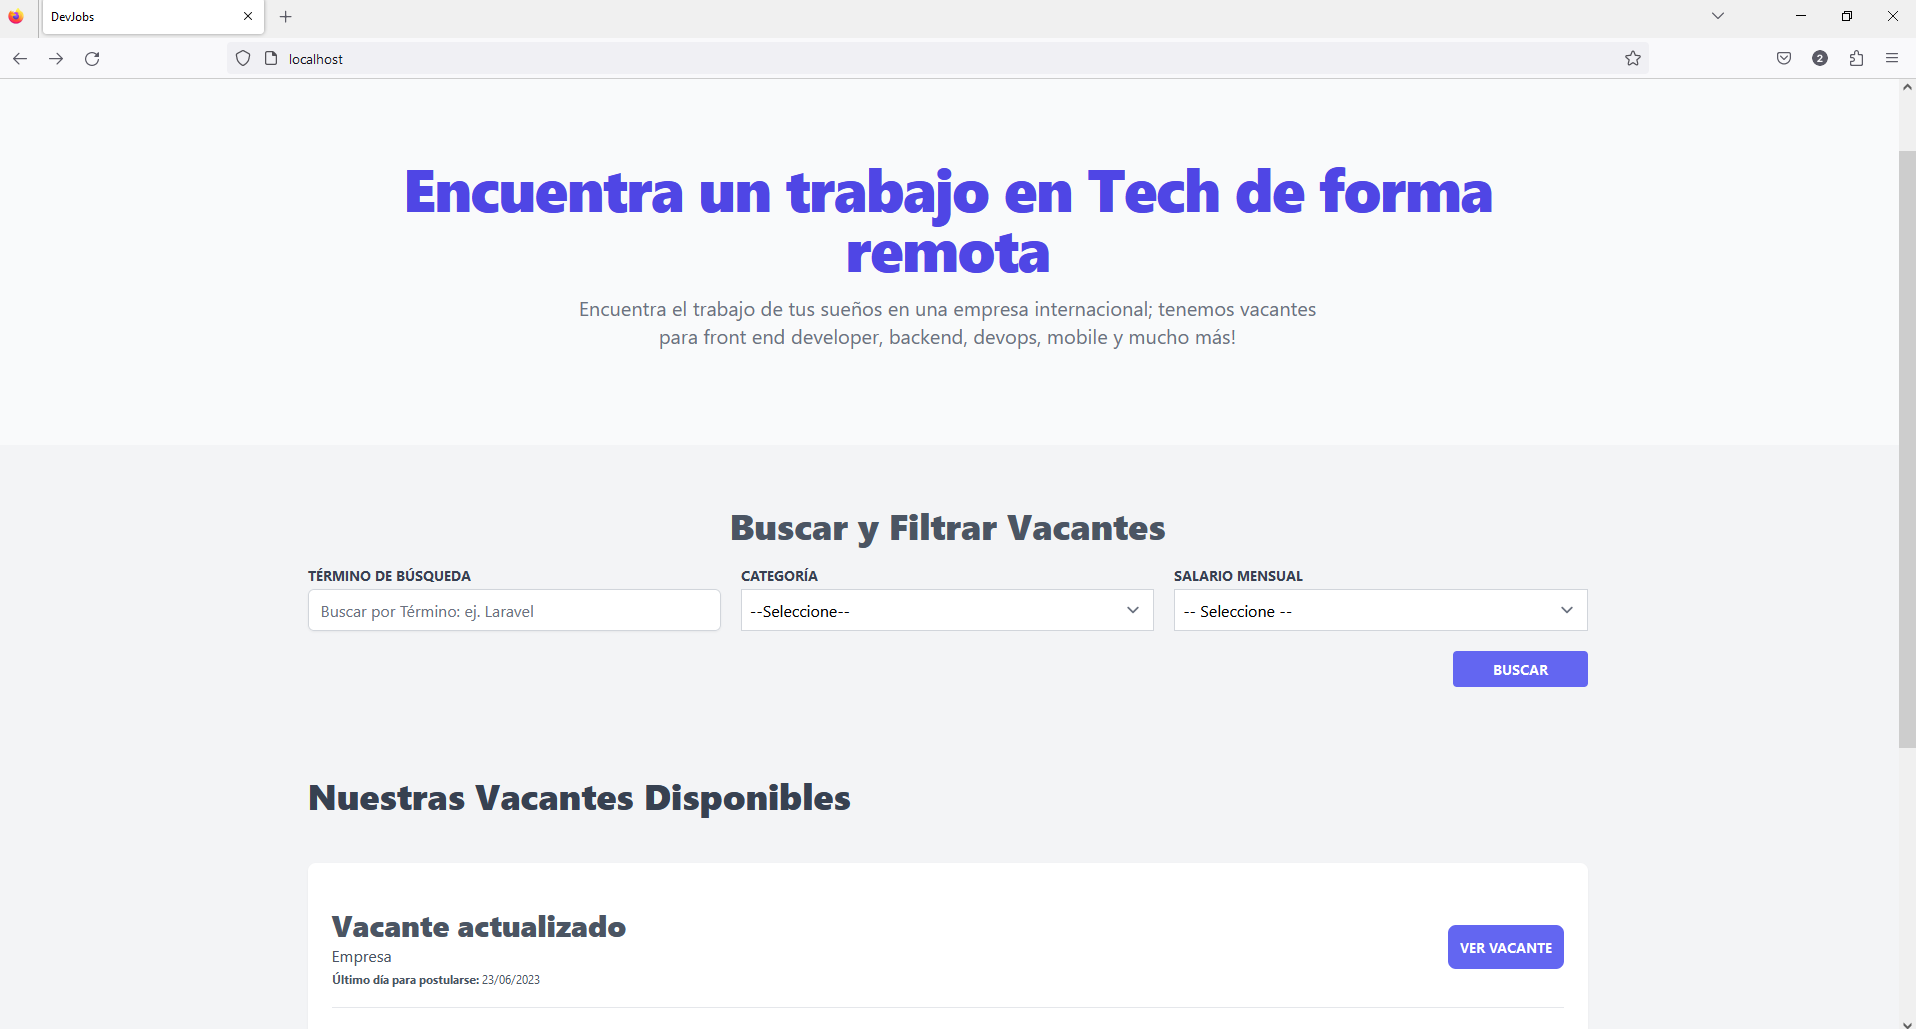 DevJobs
localhost
2
Encuentra un trabajo en Tech de forma
remota
Encuentra el trabajo de tus sueños en una empresa internacional; tenemos vacantes
para front end developer, backend, devops, mobile y mucho más!
Buscar y Filtrar Vacantes
TÉRMINO DE BÚSQUEDA
CATEGORÍA
SALARIO MENSUAL
Buscar por Término: ej. Laravel
--Seleccione--
-- Seleccione --
BUSCAR
Nuestras Vacantes Disponibles
Vacante actualizado
Empresa
Último día para postularse: 23/06/2023
VER VACANTE